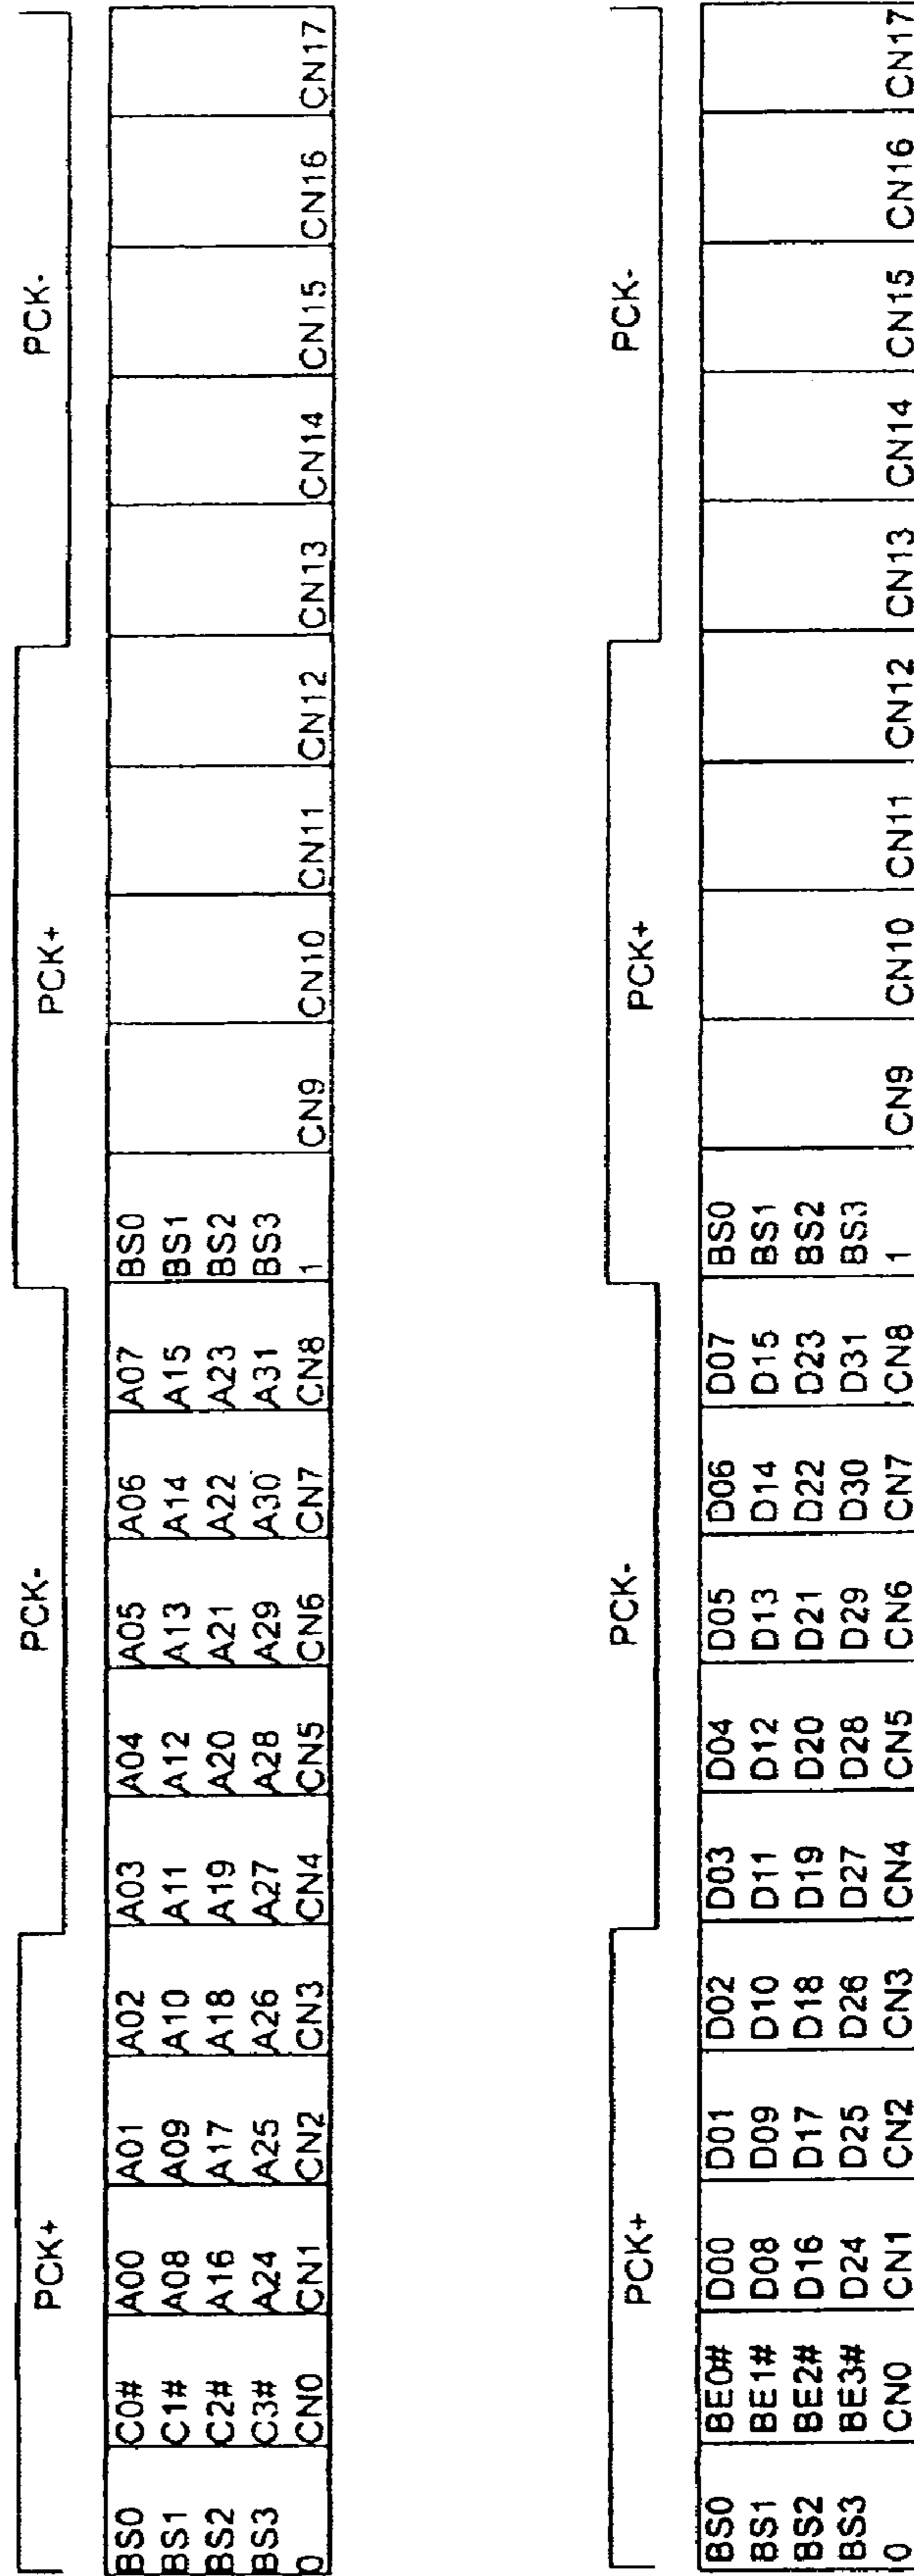 PCK+ PCK- PCK+ PCK-
BS0 C0# A00 A01 A02 A03 A04 A05 A06 A07 BS0
BS1 C1# A08 A09 A10 A11 A12 A13 A14 A15 BS1
BS2 C2# A16 A17 A18 A19 A20 A21 A22 A23 BS2
BS3 C3# A24 A25 A26 A27 A28 A29 A30 A31 BS3
0 CN0 CN1 CN2 CN3 CN4 CN5 CN6 CN7 CN8 1 CN9 CN10 CN11 CN12 CN13 CN14 CN15 CN16 CN17
PCK+ PCK- PCK+ PCK-
BS0 BE0# D00 D01 D02 D03 D04 D05 D06 D07 BS0
BS1 BE1# D08 D09 D10 D11 D12 D13 D14 D15 BS1
BS2 BE2# D16 D17 D18 D19 D20 D21 D22 D23 BS2
BS3 BE3# D24 D25 D26 D27 D28 D29 D30 D31 BS3
0 CN0 CN1 CN2 CN3 CN4 CN5 CN6 CN7 CN8 1 CN9 CN10 CN11 CN12 CN13 CN14 CN15 CN16 CN17